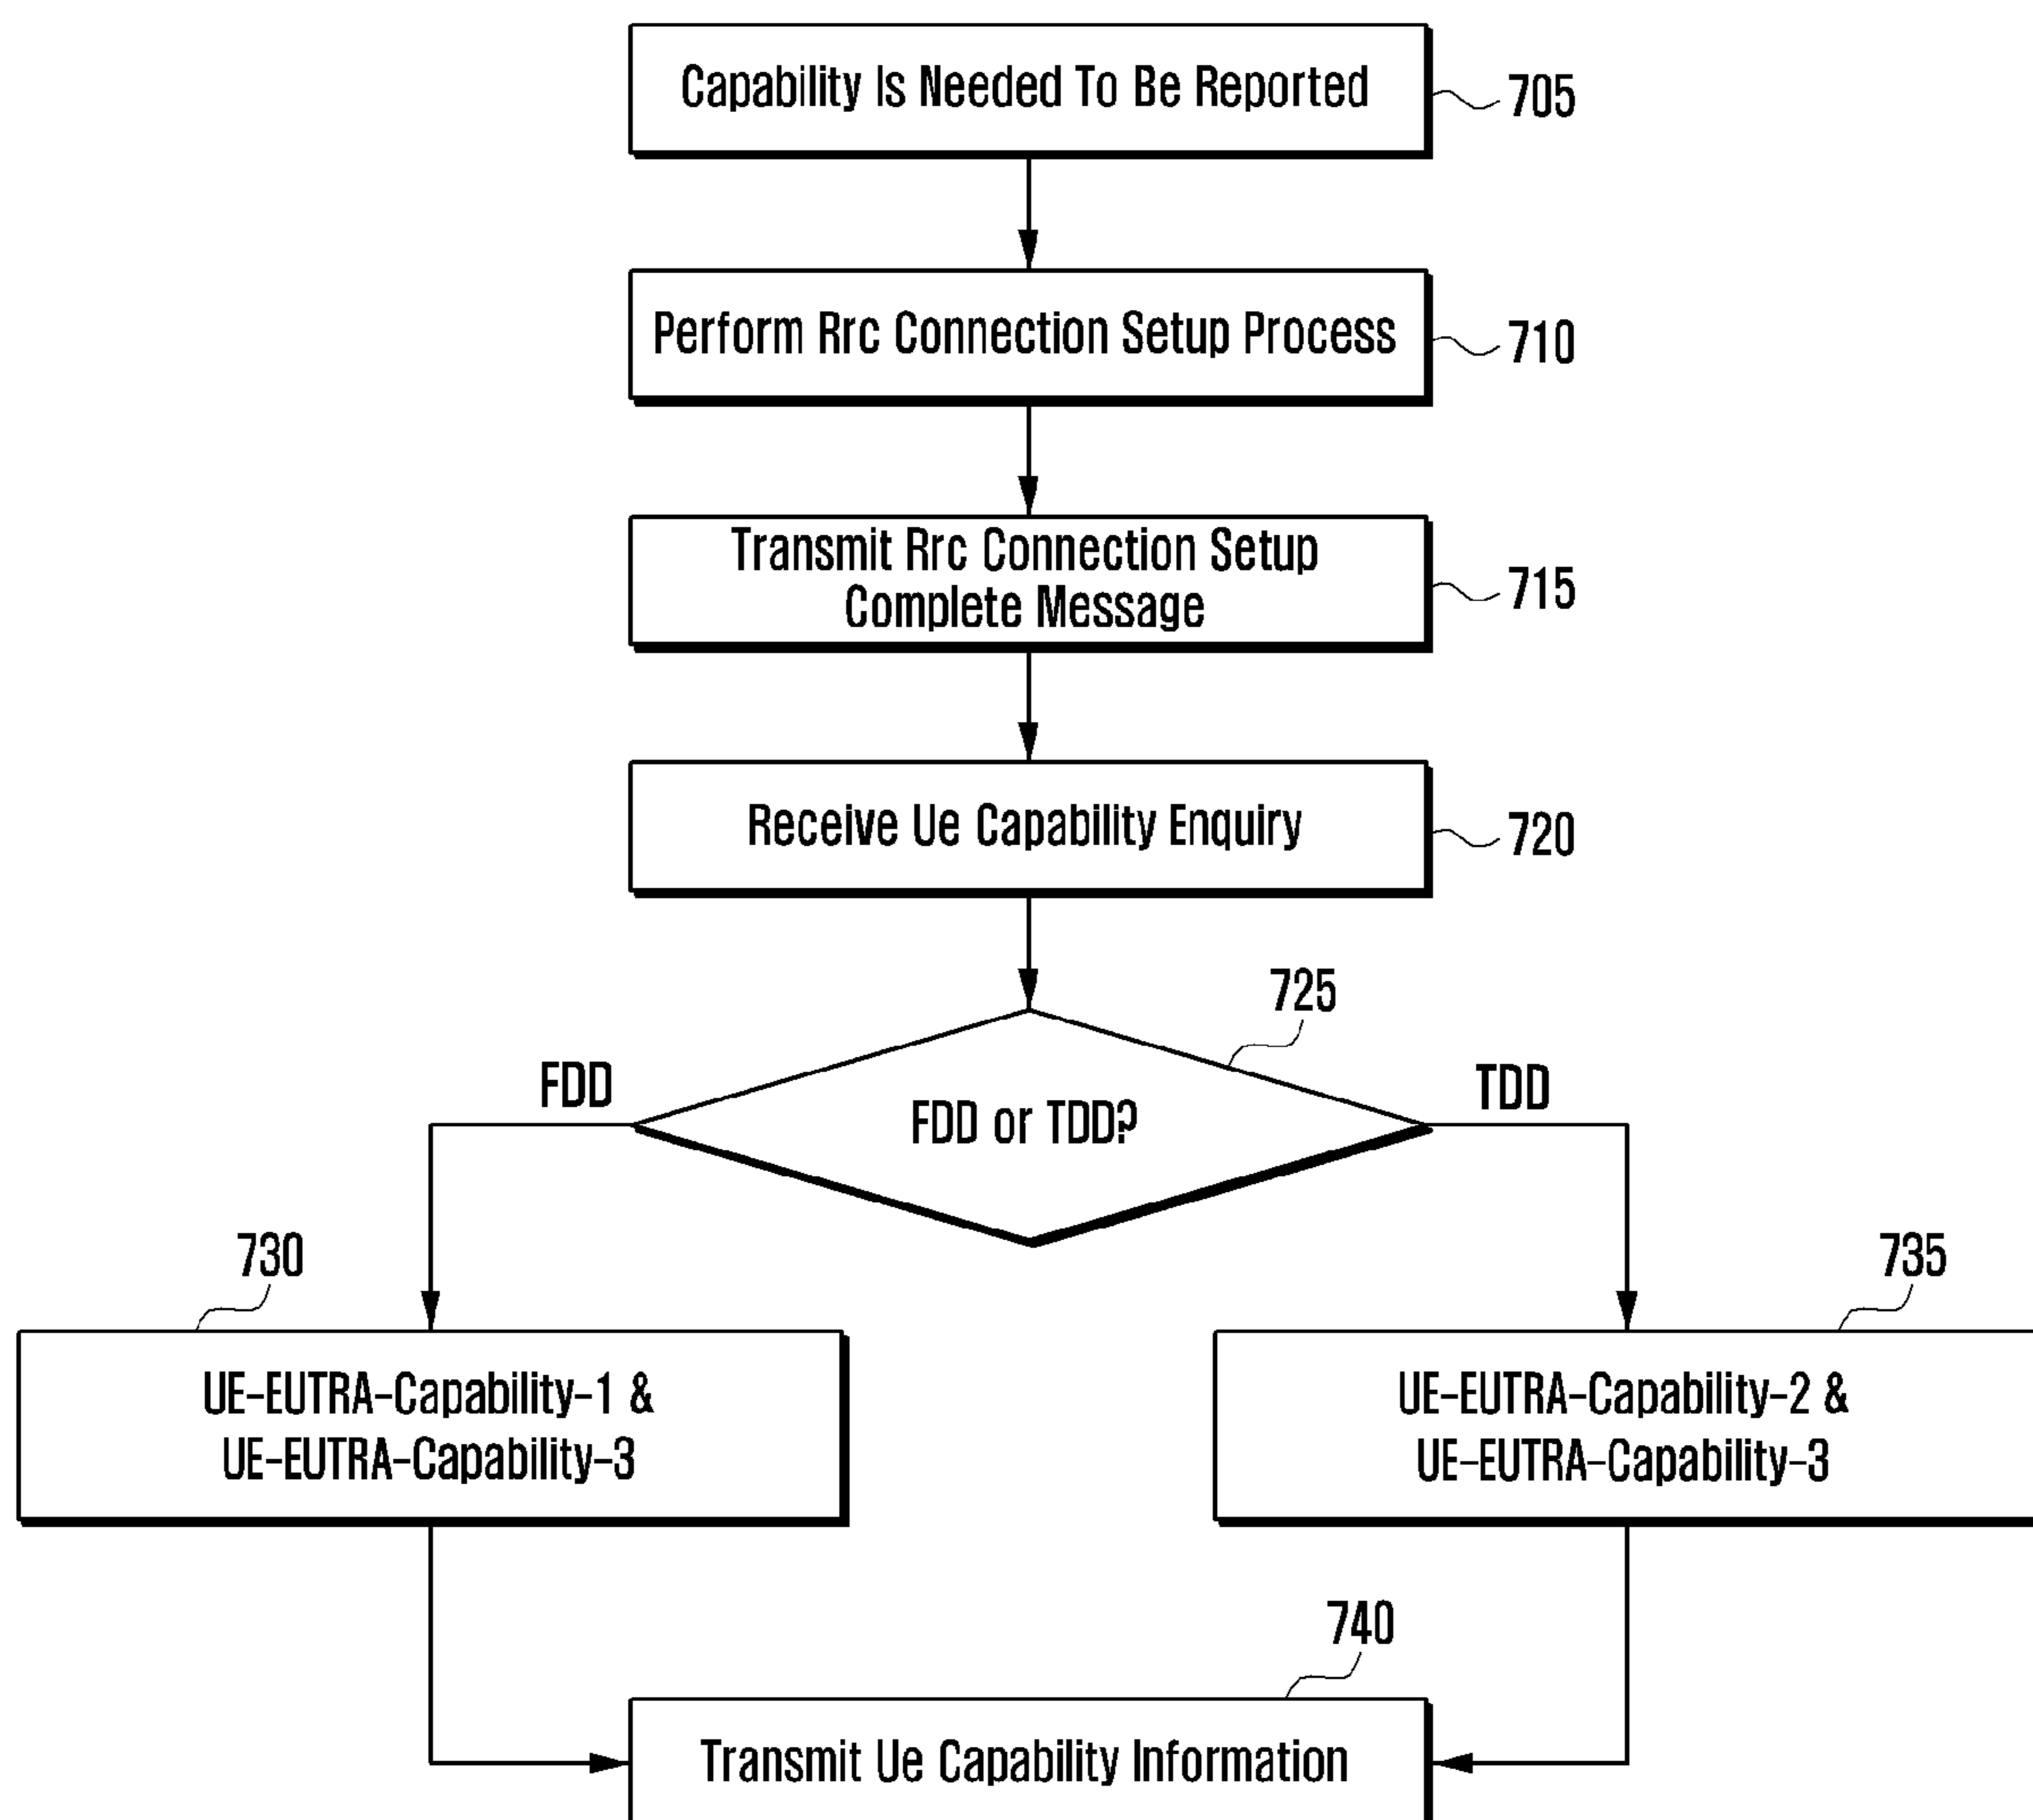 Capability Is Needed To Be Reported
705
Perform Rrc Connection Setup Process
710
Transmit Rrc Connection Setup
Complete Message
715
Receive Ue Capability Enquiry
720
725
FDD
FDD or TDD?
TDD
730
UE-EUTRA-Capability-1 &
UE-EUTRA-Capability-3
735
UE-EUTRA-Capability-2 &
UE-EUTRA-Capability-3
740
Transmit Ue Capability Information